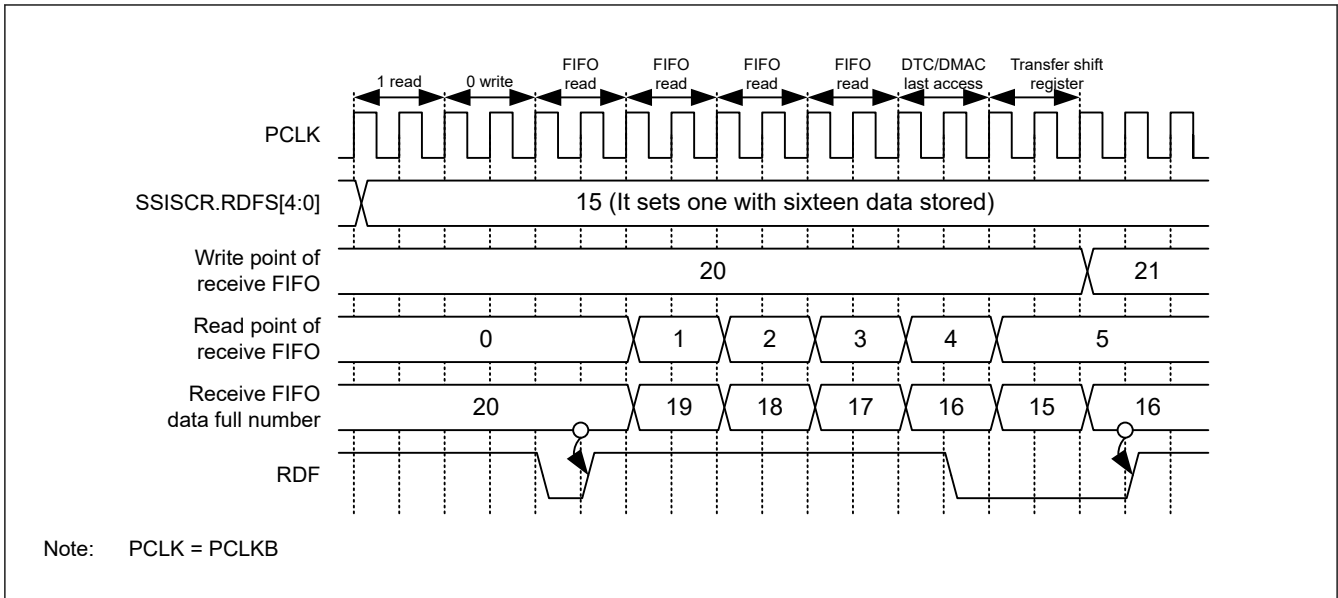 FIFO FIFO FIFO FIFO DTC/DMAC Transfer shift
1 read 0 write read read read read last access register
PCLK
SSISCR.RDFS[4:0] 15 (It sets one with sixteen data stored)
Write point of
receive FIFO
20 21
Read point of
receive FIFO
0 1 2 3 4 5
Receive FIFO
data full number
20 19 18 17 16 15 16
RDF
Note: PCLK = PCLKB